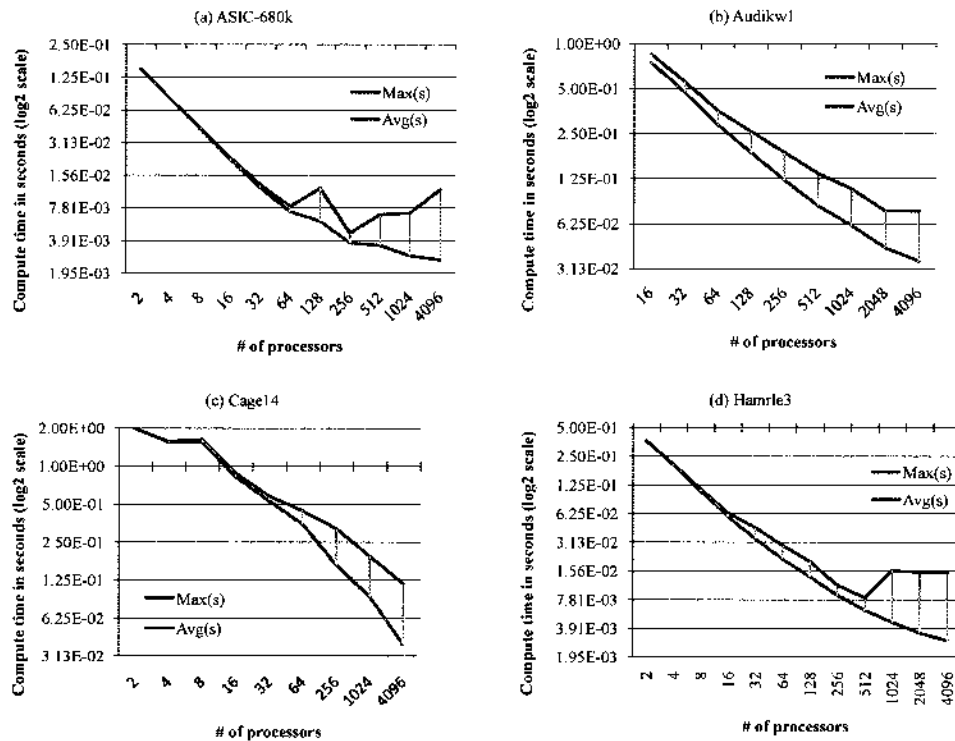 (a) ASIC-680k
2.50E-01
1.25E-01
6.25E-02
3.13E-02
1.56E-02
7.81E-03
3.91E-03
1.95E-03
Compute time in seconds (log2 scale)
Max(s)
Avg(s)
2 4 8 16 32 64 128 256 512 1024 4096
# of processors
(b) Audikw1
1.00E+00
5.00E-01
2.50E-01
1.25E-01
6.25E-02
3.13E-02
Compute time in seconds (log2 scale)
Max(s)
Avg(s)
16 32 64 128 256 512 1024 2048 4096
# of processors
(c) Cage14
2.00E+00
1.00E+00
5.00E-01
2.50E-01
1.25E-01
6.25E-02
3.13E-02
Compute time in seconds (log2 scale)
Max(s)
Avg(s)
2 4 8 16 32 64 256 1024 4096
# of processors
(d) Hamrle3
5.00E-01
2.50E-01
1.25E-01
6.25E-02
3.13E-02
1.56E-02
7.81E-03
3.91E-03
1.95E-03
Compute time in seconds (log2 scale)
Max(s)
Avg(s)
2 4 8 16 32 64 128 256 512 1024 2048 4096
# of processors